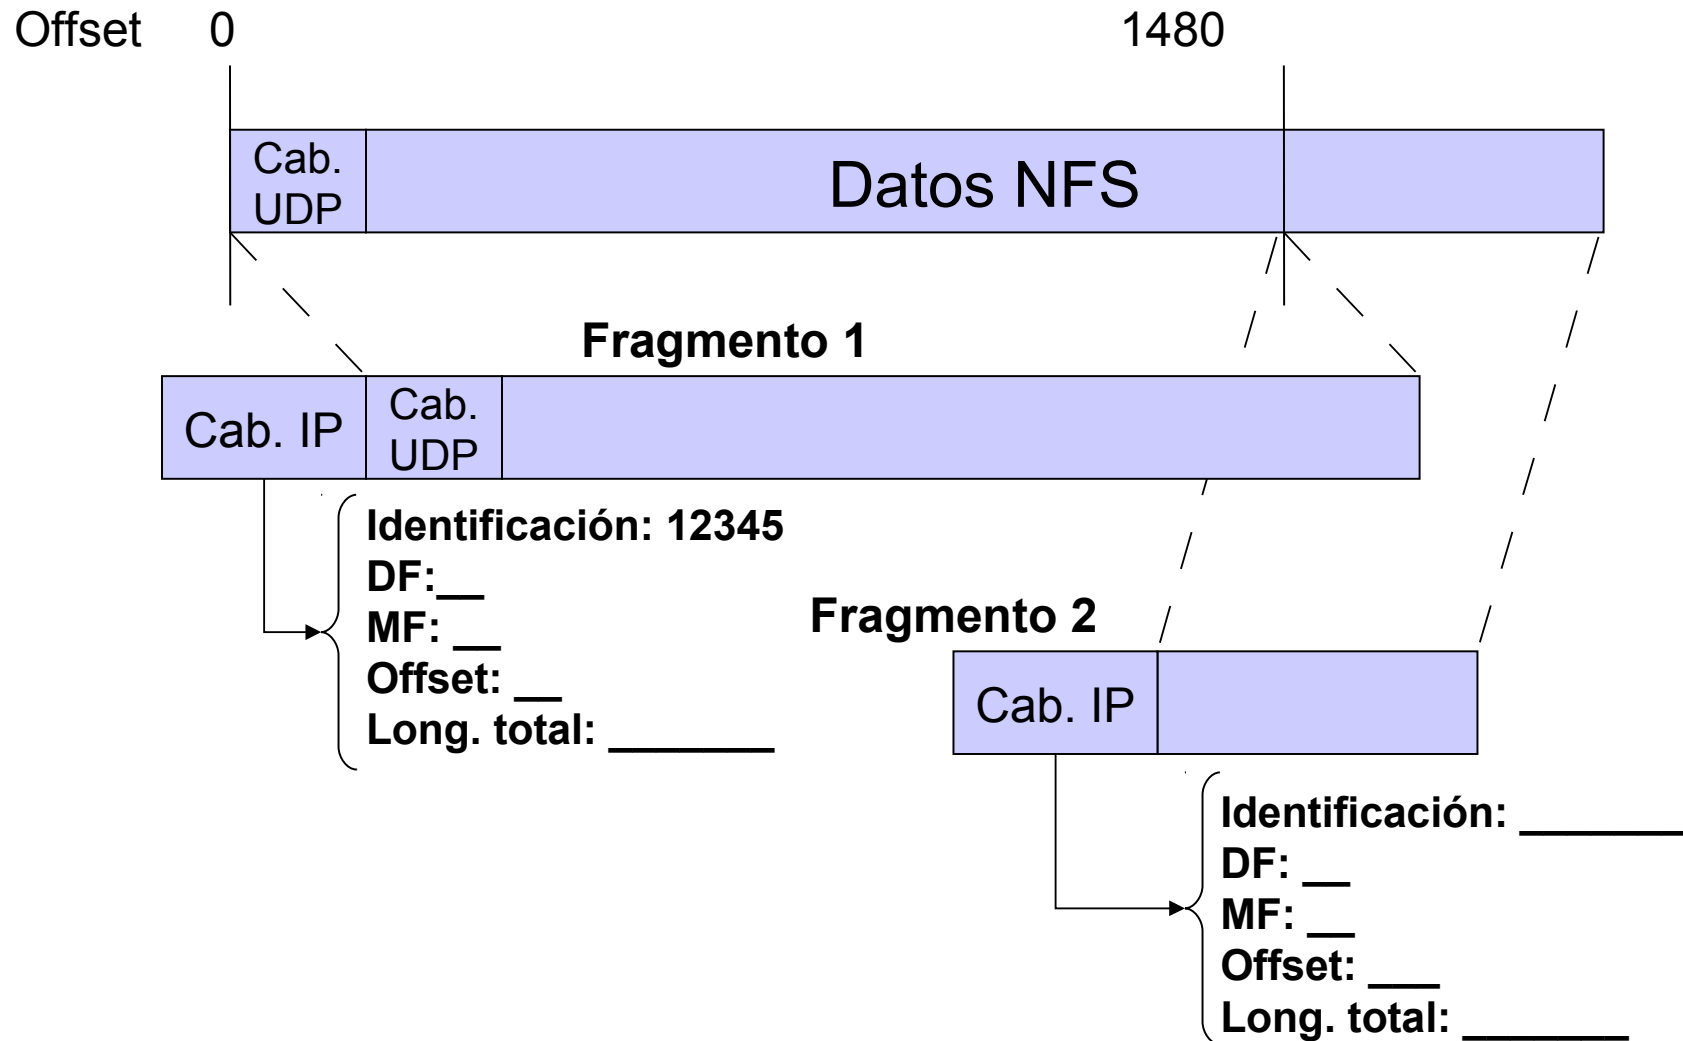 Offset 0 1480
Cab.
UDP
Datos NFS
Fragmento 1
Cab. IP
Cab.
UDP
Identificación: 12345
DF:__
MF: __
Offset: __
Long. total: _______
Fragmento 2
Cab. IP
Identificación: _______
DF: __
MF: __
Offset: ___
Long. total: _______